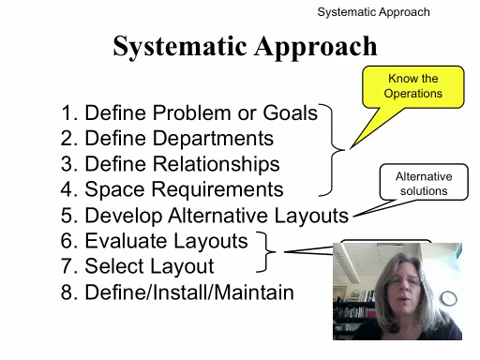 Systematic Approach
Systematic Approach
Know the
Operations
1. Define Problem or Goals
2. Define Departments
3. Define Relationships
4. Space Requirements
Alternative
solutions
5. Develop Alternative Layouts
6. Evaluate Layouts
7. Select Layout
8. Define/Install/Maintain